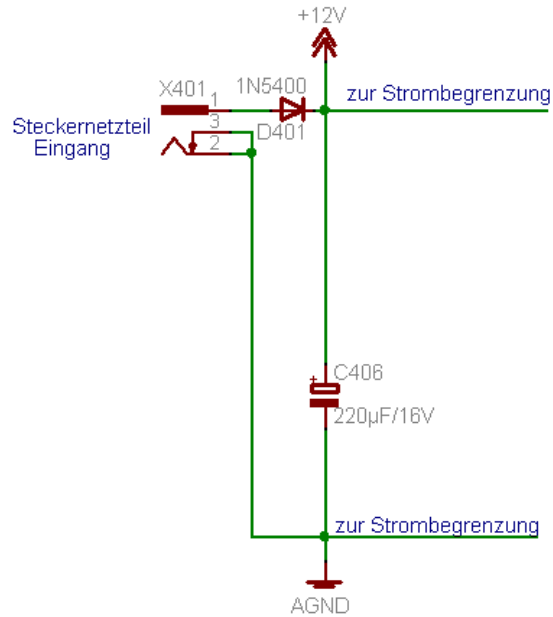 +12V
X401
1N5400
zur Strombegrenzung
1
3
D401
2
Steckernetzteil
Eingang
C406
+
220µF/16V
zur Strombegrenzung
AGND